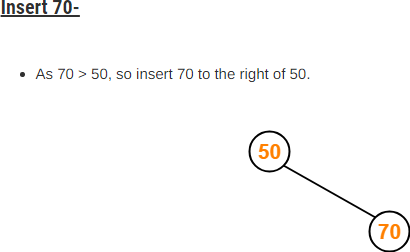 Insert 70-
• As 70 > 50, so insert 70 to the right of 50.
50
70